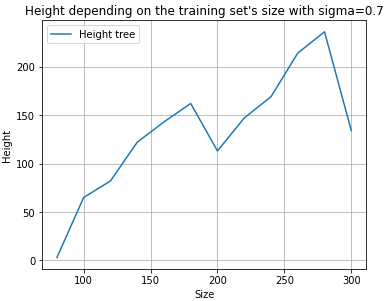 Height depending on the training set's size with sigma=0.7
Height tree
Height
200
150
100
50
0
100
150
200
250
300
Size